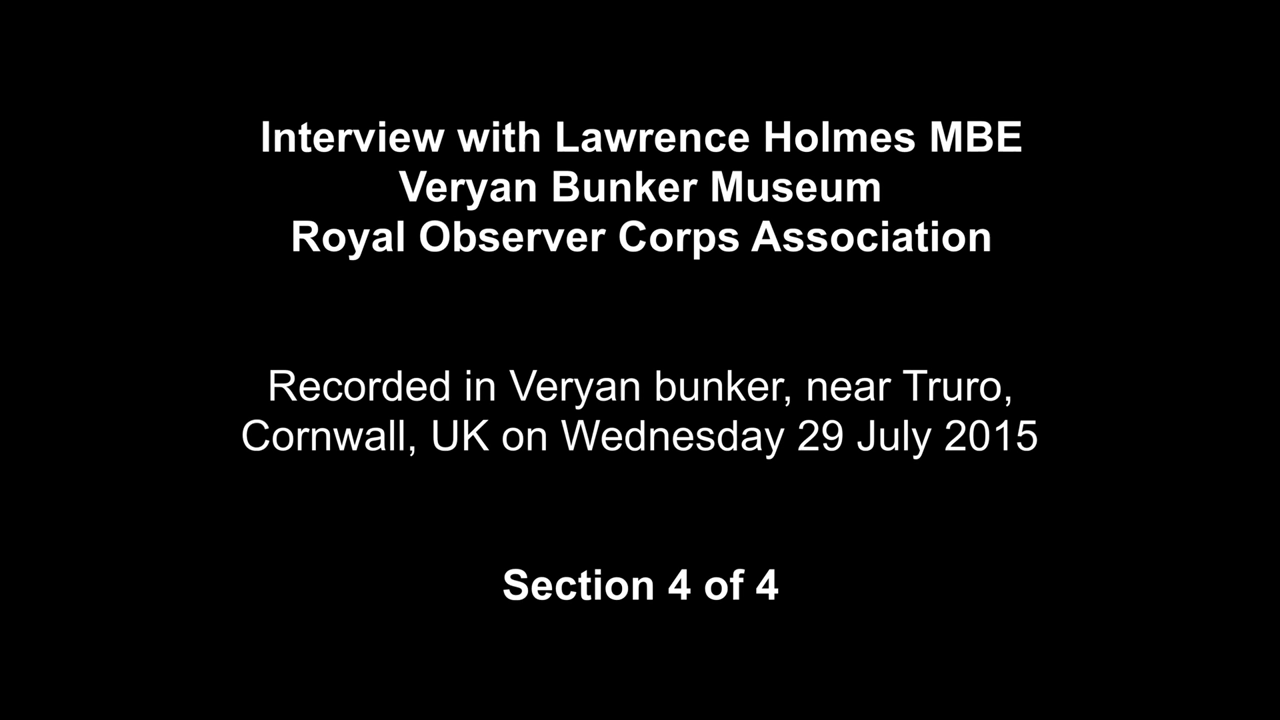 Interview with Lawrence Holmes MBE
Veryan Bunker Museum
Royal Observer Corps Association
Recorded in Veryan bunker, near Truro,
Cornwall, UK on Wednesday 29 July 2015
Section 4 of 4